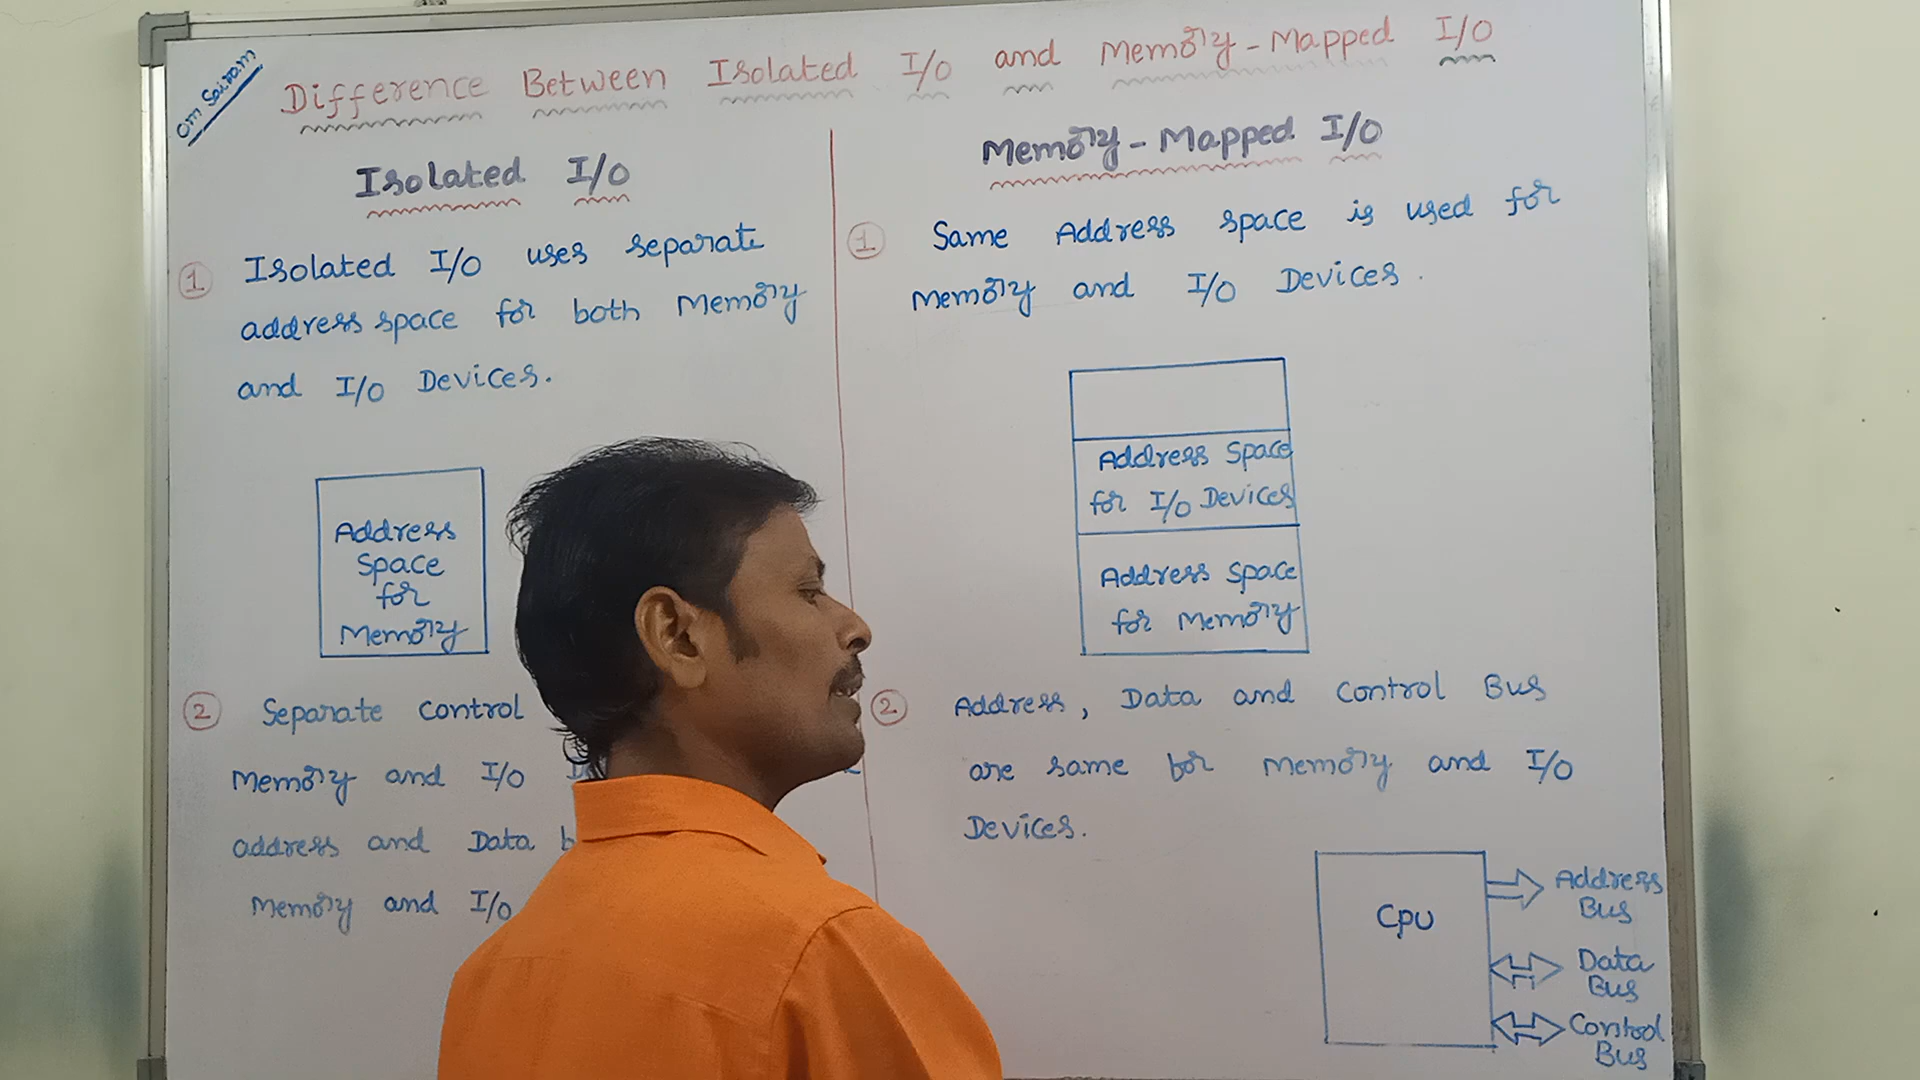 Om Sairam
Difference Between Isolated I/O and Memory-Mapped I/O
Isolated I/O
1 Isolated I/O uses separate
address space for both Memory
and I/O Devices.
Address
Space
for
Memory
2 Separate control
Memory and I/O
address and Data
Memory and I/O
Memory-Mapped I/O
1 Same Address space is used for
Memory and I/O Devices.
Address Space
for I/O Devices
Address Space
for Memory
2 Address, Data and Control Bus
are same for Memory and I/O
Devices.
CPU
Address
Bus
Data
Bus
Control
Bus